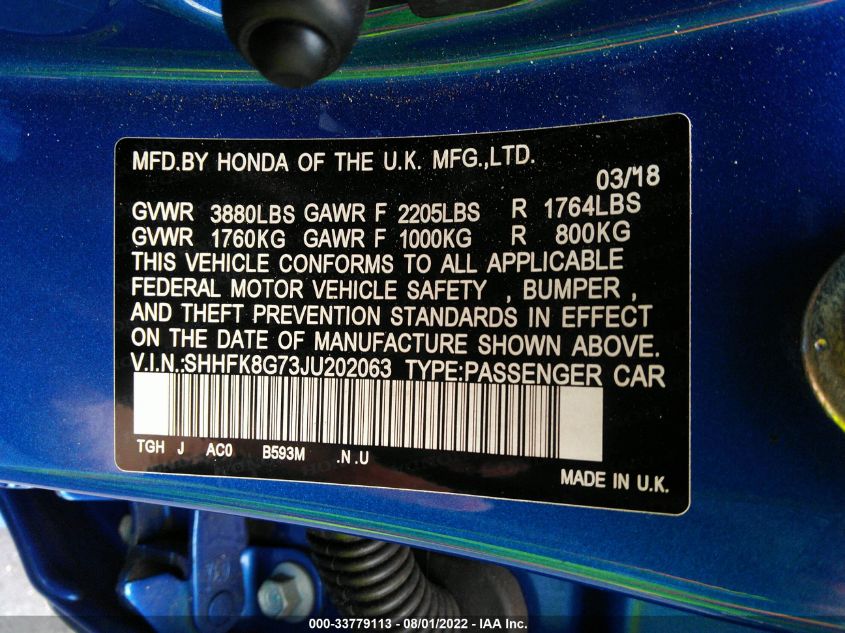 MFD.BY HONDA OF THE U.K. MFG.,LTD.
03/18
GVWR 3880LBS GAWR F 2205LBS R 1764LBS
GVWR 1760KG GAWR F 1000KG R 800KG
THIS VEHICLE CONFORMS TO ALL APPLICABLE
FEDERAL MOTOR VEHICLE SAFETY , BUMPER ,
AND THEFT PREVENTION STANDARDS IN EFFECT
ON THE DATE OF MANUFACTURE SHOWN ABOVE.
V.I.N.:SHHFK8G73JU202063 TYPE:PASSENGER CAR
TGH J AC0 B593M .N .U
MADE IN U.K.
000-33779113 - 08/01/2022 - IAA Inc.